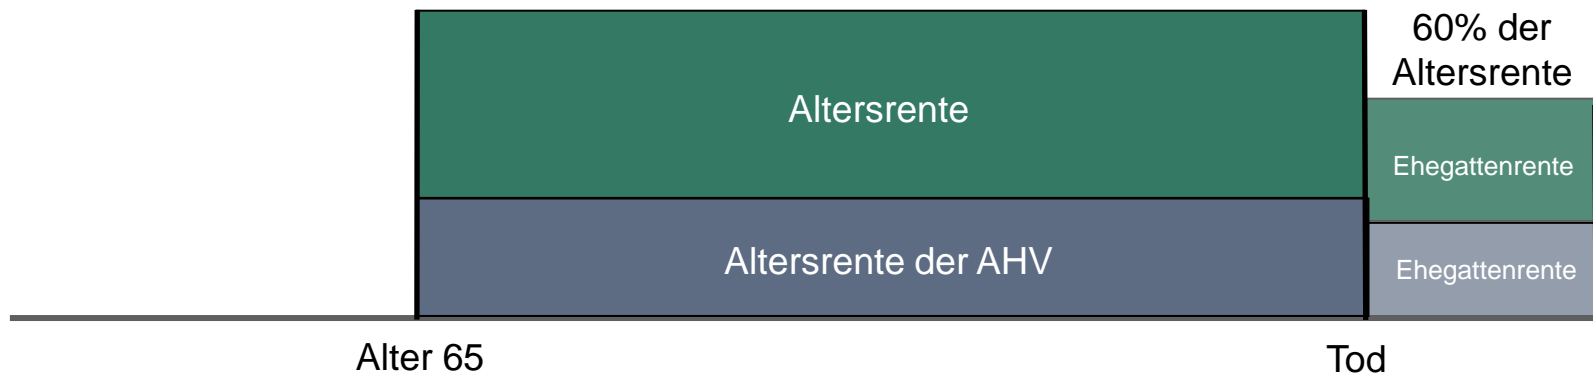 60% der
Altersrente
Altersrente
Ehegattenrente
Altersrente der AHV
Ehegattenrente
Alter 65
Tod